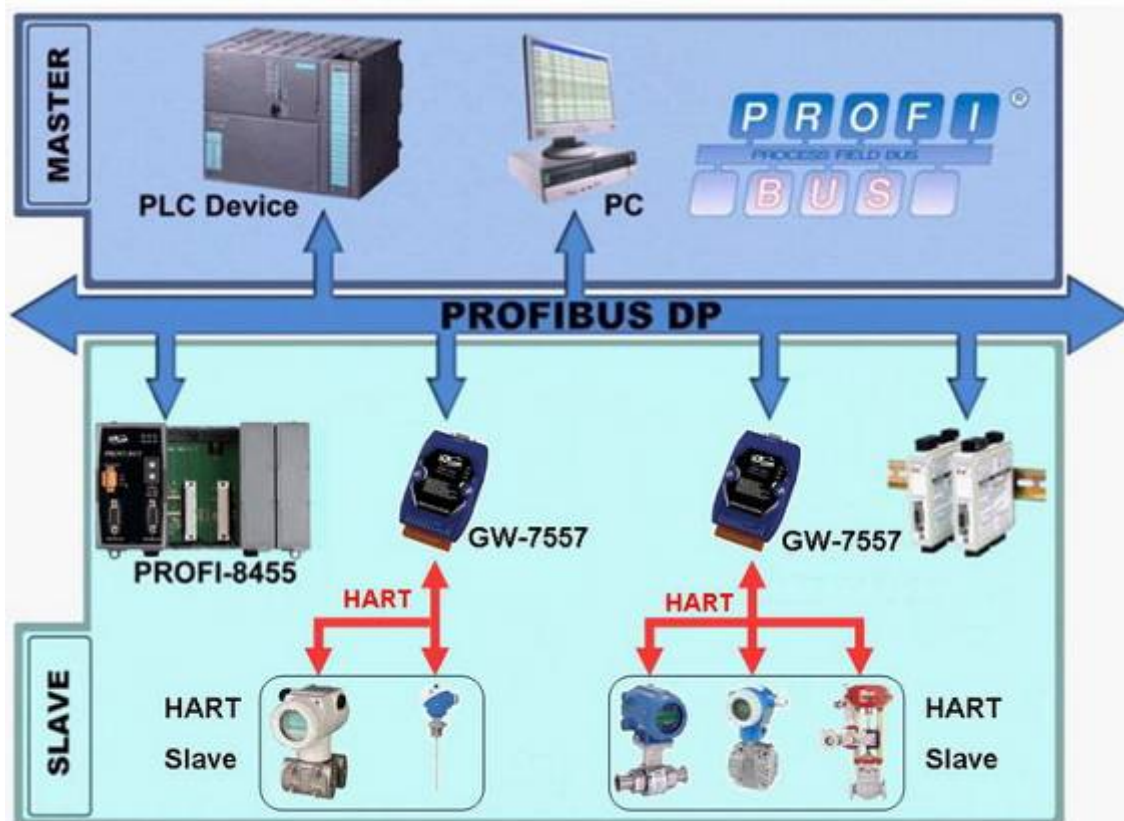 MASTER
PLC Device
PC
PROFI
®
PROCESS FIELD BUS
BUS
PROFIBUS DP
PROFI-8455
GW-7557
GW-7557
HART
HART
HART
Slave
HART
Slave
SLAVE